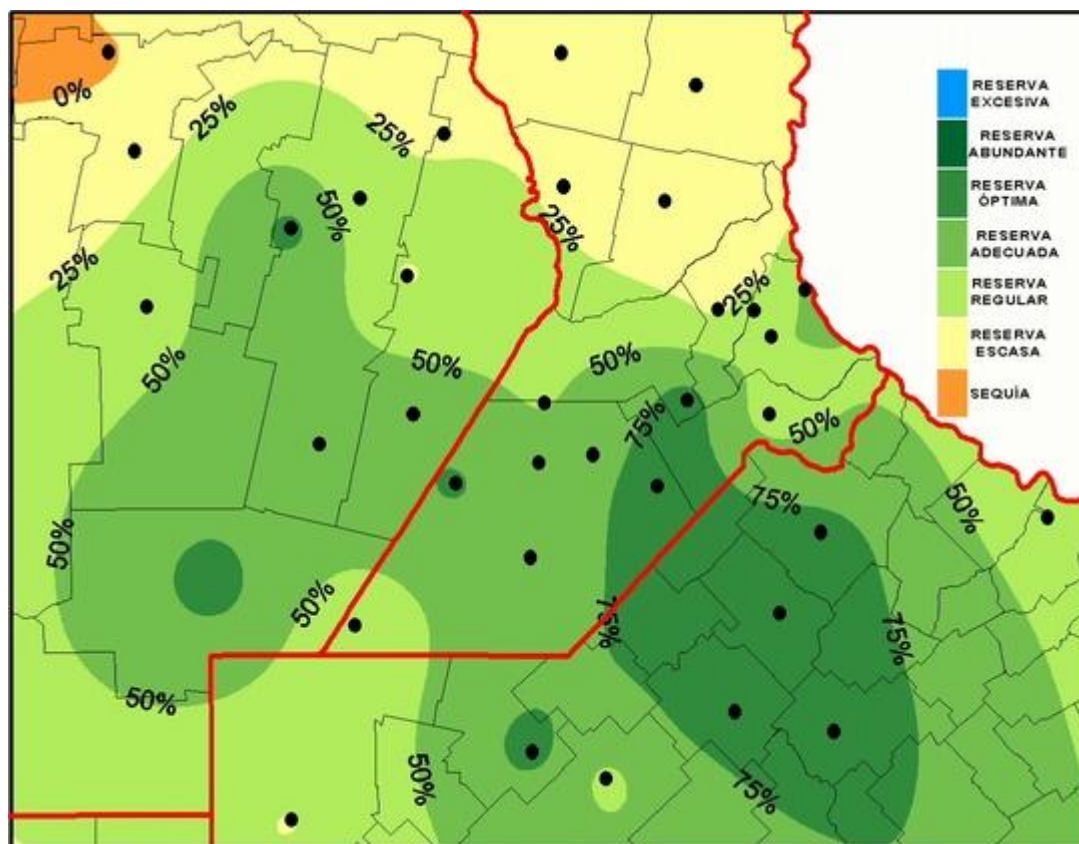 0%
25%
25%
RESERVA
EXCESIVA
RESERVA
ABUNDANTE
RESERVA
ÓPTIMA
50%
25%
RESERVA
ADECUADA
25%
25%
RESERVA
REGULAR
RESERVA
ESCASA
50%
50%
50%
SEQUÍA
75%
50%
75%
50%
50%
50%
75%
75%
50%
50%
75%